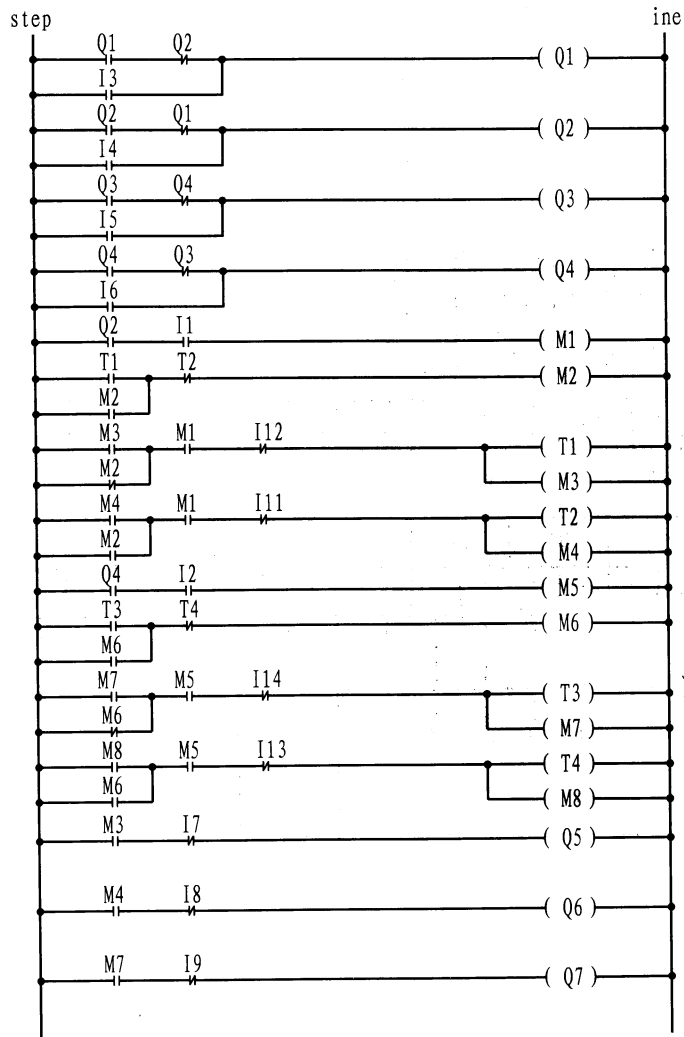 step ine
Q1 Q2 ( Q1 )
I3
Q2 Q1 ( Q2 )
I4
Q3 Q4 ( Q3 )
I5
Q4 Q3 ( Q4 )
I6
Q2 I1 ( M1 )
T1 T2 ( M2 )
M2
M3 M1 I12 ( T1 )
M2 ( M3 )
M4 M1 I11 ( T2 )
M2 ( M4 )
Q4 I2 ( M5 )
T3 T4 ( M6 )
M6
M7 M5 I14 ( T3 )
M6 ( M7 )
M8 M5 I13 ( T4 )
M6 ( M8 )
M3 I7 ( Q5 )
M4 I8 ( Q6 )
M7 I9 ( Q7 )